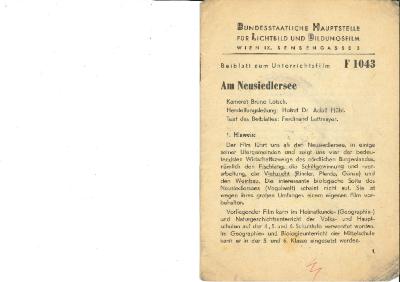 BUNDESSTAATLICHE HAUPTSTELLE
FÜR LICHTBILD UND BILDUNGSFILM
WIEN IX, SENSENGASSE 3
Beiblatt zum Unterrichtsfilm F 1043
Am Neusiedlersee
Kamera: Bruno Lötsch.
Herstellungsleitung: Hofrat Dr. Adolf Hübl.
Text des Beiblattes: Ferdinand Luttmayer.
1. Hinweis:
Der Film führt uns an den Neusiedlersee, in einige
seiner Ufergemeinden und zeigt uns vier der bedeu-
tendsten Wirtschaftszweige des nördlichen Burgenlandes,
nämlich den Fischfang, die Schilfgewinnung und -ver-
arbeitung, die Viehzucht (Rinder, Pferde, Gänse) und
den Weinbau. Die interessante biologische Seite des
Neusiedlersees (Vogelwelt) scheint nicht auf. Sie ist
wegen ihres großen Umfanges einem eigenen Film vor-
behalten.
Vorliegender Film kann im Heimatkunde-(Geographie-)
und Naturgeschichtsunterricht der Volks- und Haupt-
schulen auf der 4., 5. und 6. Schulstufe verwendet werden.
Im Geographie- und Biologieunterricht der Mittelschule
kann er in der 5. und 6. Klasse eingesetzt werden.
1